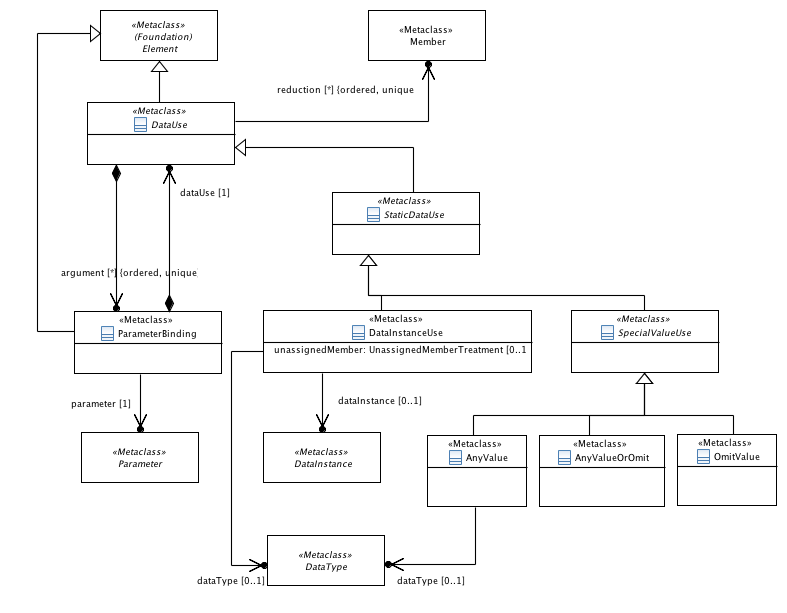 «Metaclass»
(Foundation)
Element
«Metaclass»
Member
reduction [*] {ordered, unique
«Metaclass»
DataUse
dataUse [1]
«Metaclass»
StaticDataUse
argument [*] {ordered, unique
«Metaclass»
ParameterBinding
«Metaclass»
DataInstanceUse
unassignedMember: UnassignedMemberTreatment [0..1
«Metaclass»
SpecialValueUse
parameter [1]
dataInstance [0..1]
«Metaclass»
Parameter
«Metaclass»
DataInstance
«Metaclass»
AnyValue
«Metaclass»
AnyValueOrOmit
«Metaclass»
OmitValue
«Metaclass»
DataType
dataType [0..1]
dataType [0..1]